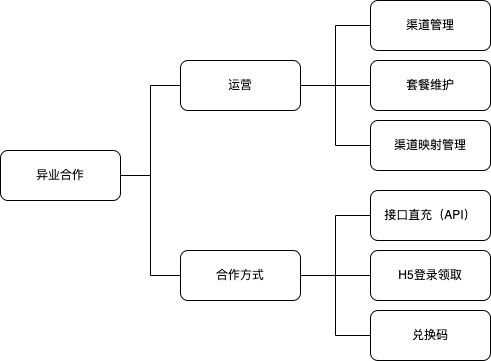 渠道管理
运营
套餐维护
渠道映射管理
异业合作
接口直充（API）
合作方式
H5登录领取
兑换码